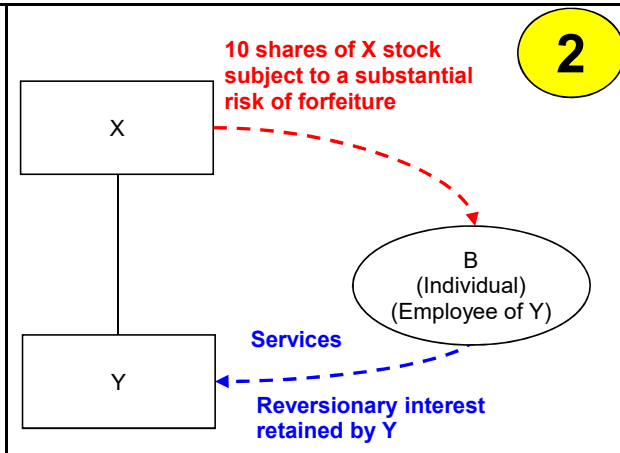 10 shares of X stock
subject to a substantial
risk of forfeiture
2
X
B
(Individual)
(Employee of Y)
Services
Y
Reversionary interest
retained by Y